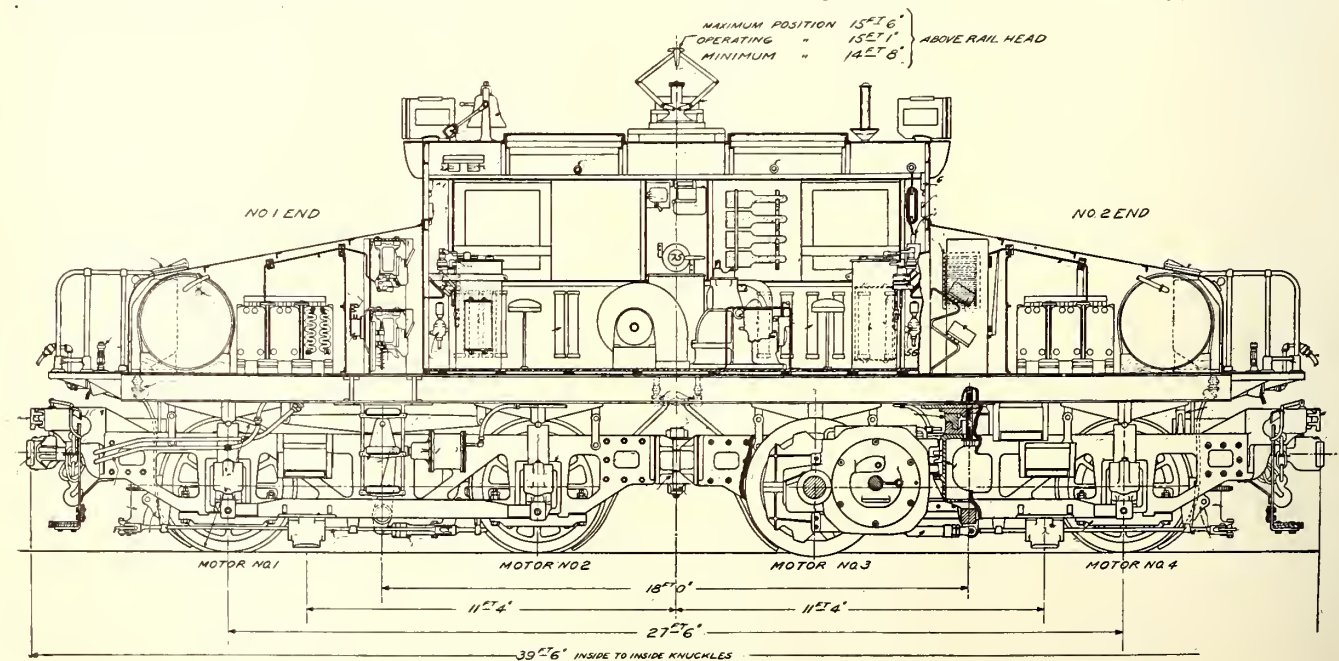 MAXIMUM POSITION 15FT 6"
OPERATING " 15FT 1" ABOVE RAIL HEAD
MINIMUM " 14FT 8"
NO 1 END
NO. 2 END
MOTOR NO.1
MOTOR NO2
MOTOR NO.3
MOTOR NO.4
18FT 0"
11FT 4"
11FT 4"
27FT 6"
39FT 6" INSIDE TO INSIDE KNUCKLES